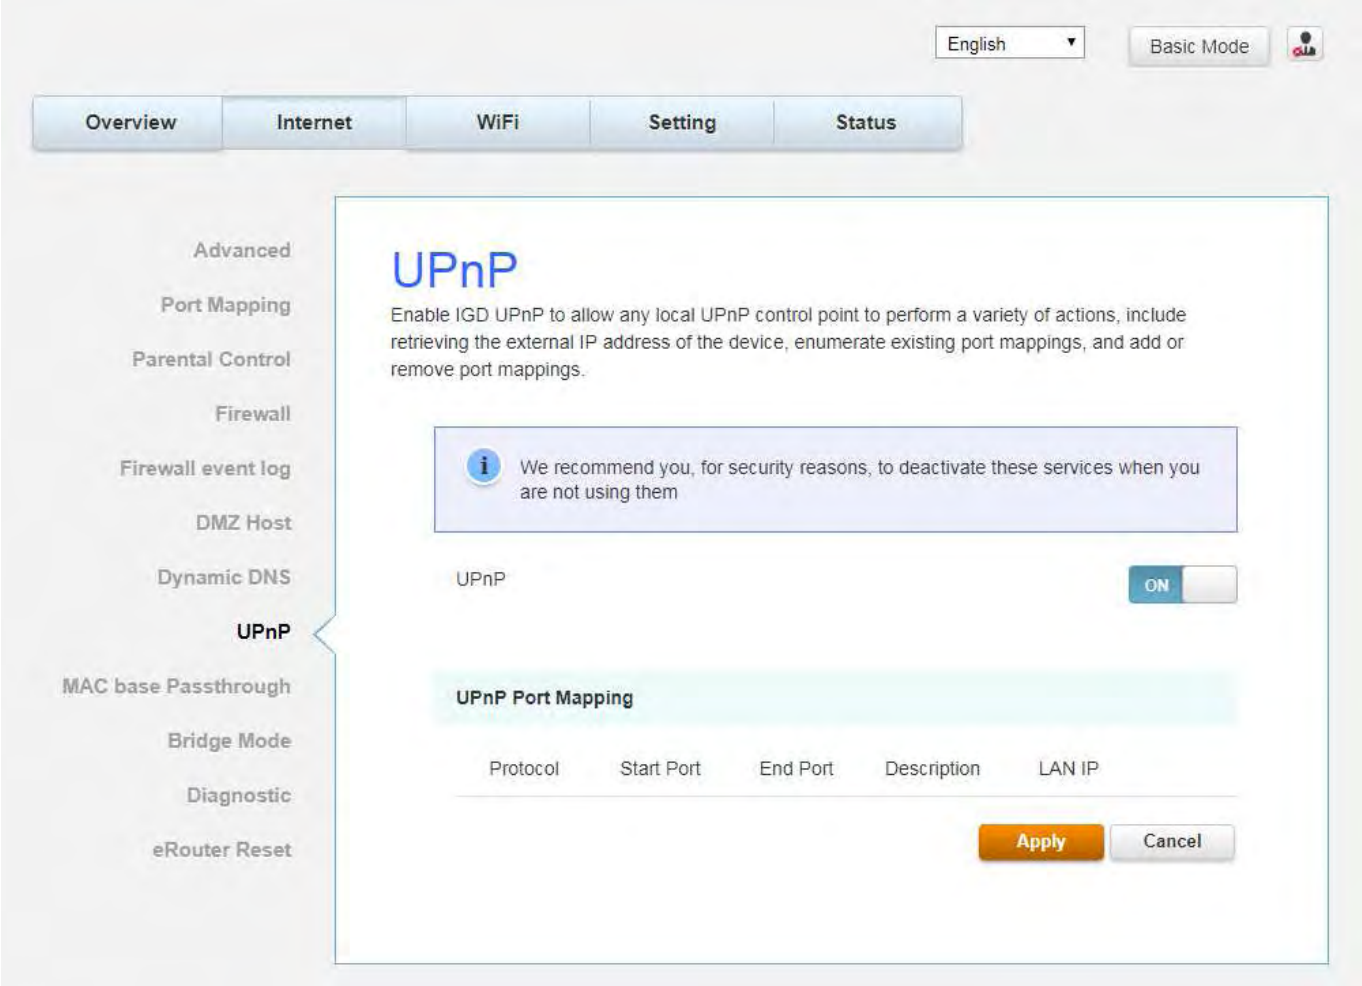 English
Basic Mode
Overview
Internet
WiFi
Setting
Status
Advanced
Port Mapping
Parental Control
Firewall
Firewall event log
DMZ Host
Dynamic DNS
UPnP
MAC base Passthrough
Bridge Mode
Diagnostic
eRouter Reset
UPnP
Enable IGD UPnP to allow any local UPnP control point to perform a variety of actions, include
retrieving the external IP address of the device, enumerate existing port mappings, and add or
remove port mappings.
i
We recommend you, for security reasons, to deactivate these services when you
are not using them
UPnP
ON
UPnP Port Mapping
Protocol Start Port End Port Description LAN IP
Apply
Cancel